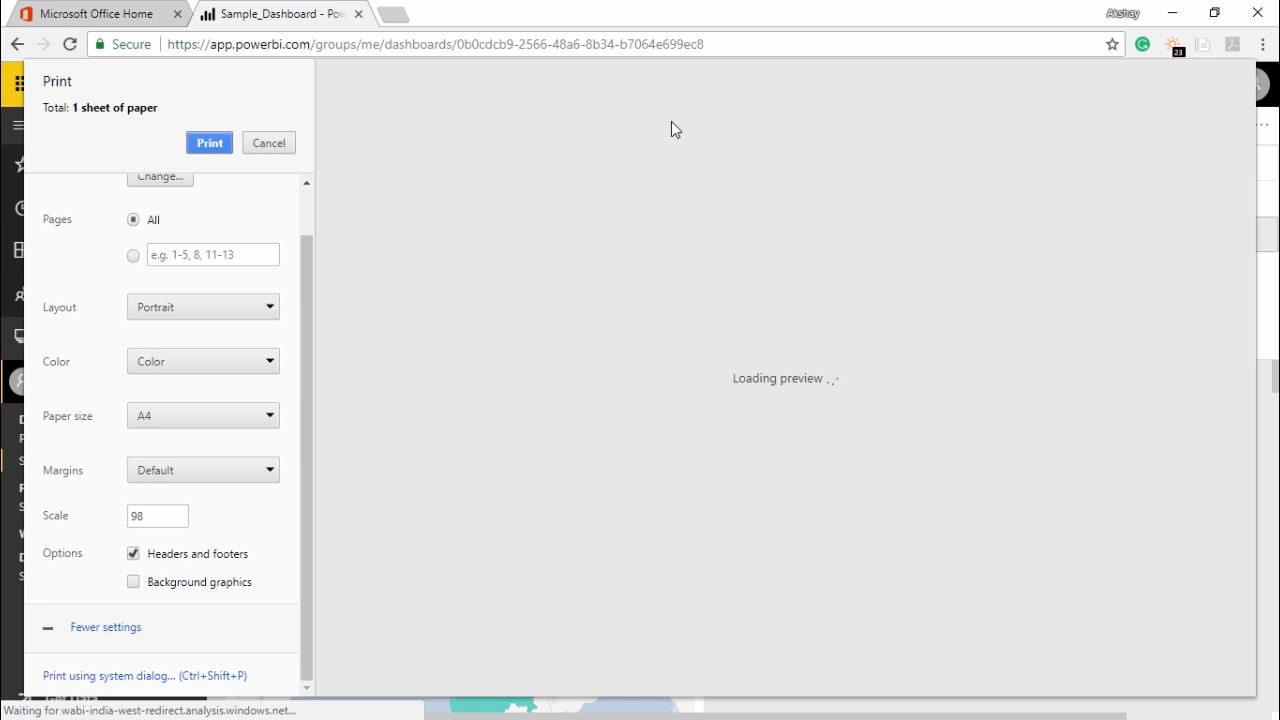 Microsoft Office Home
Sample_Dashboard - Pow
Akshay
Secure
https://app.powerbi.com/groups/me/dashboards/0b0cdcb9-2566-48a6-8b34-b7064e699ec8
23
Print
Total: 1 sheet of paper
Print
Cancel
Change...
Pages
All
e.g. 1-5, 8, 11-13
Layout
Portrait
Color
Color
Paper size
A4
Margins
Default
Scale
98
Options
Headers and footers
Background graphics
Fewer settings
Print using system dialog... (Ctrl+Shift+P)
Loading preview
Waiting for wabi-india-west-redirect.analysis.windows.net...